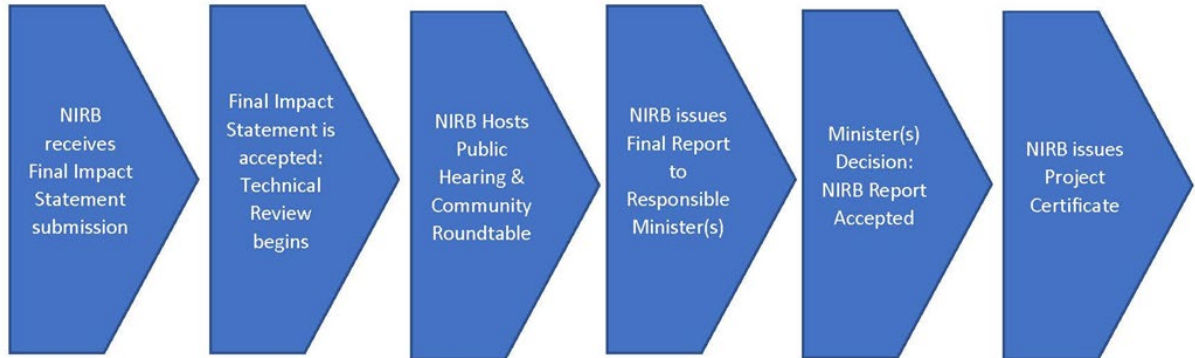 NIRB
receives
Final Impact
Statement
submission
Final Impact
Statement is
accepted:
Technical
Review
begins
NIRB Hosts
Public
Hearing &
Community
Roundtable
NIRB issues
Final Report
to
Responsible
Minister(s)
Minister(s)
Decision:
NIRB Report
Accepted
NIRB issues
Project
Certificate